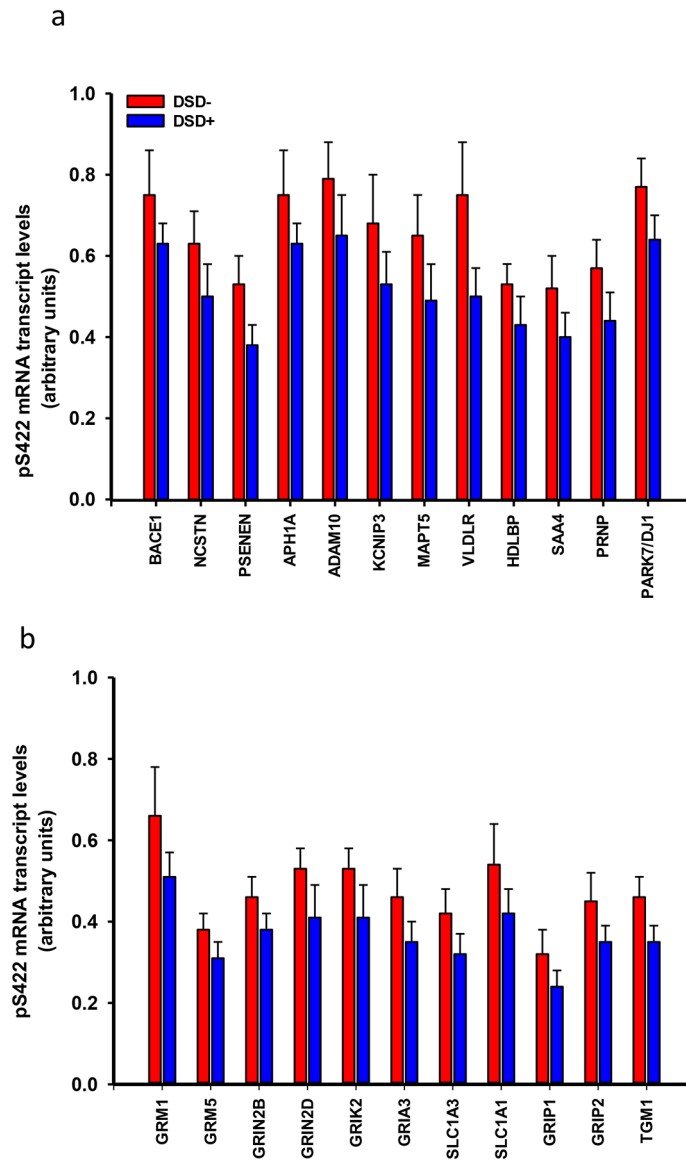 a
pS422 mRNA transcript levels
(arbitrary units)
1.0
0.8
0.6
0.4
0.2
0.0
DSD-
DSD+
BACE1
NCSTN
PSENEN
APH1A
ADAM10
KCNIP3
MAPT5
VLDLR
HDLBP
SAA4
PRNP
PARK7/DJ1
b
pS422 mRNA transcript levels
(arbitrary units)
1.0
0.8
0.6
0.4
0.2
0.0
GRM1
GRM5
GRIN2B
GRIN2D
GRIK2
GRIA3
SLC1A3
SLC1A1
GRIP1
GRIP2
TGM1